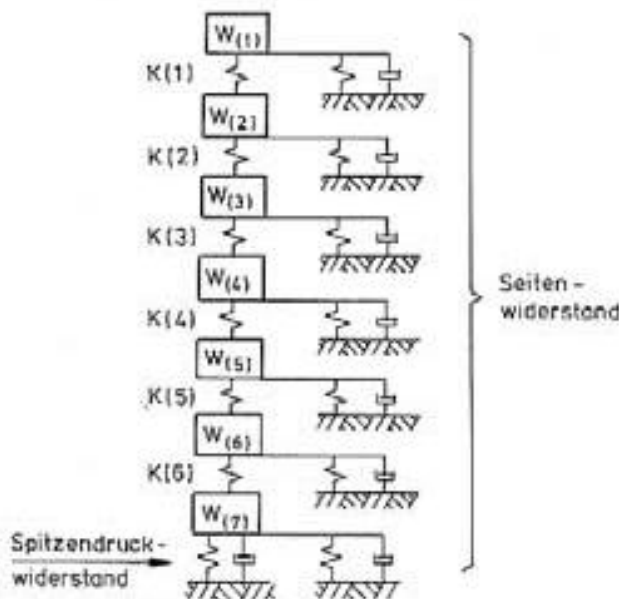 W(1)
K(1)
W(2)
K(2)
W(3)
K(3)
W(4)
K(4)
W(5)
K(5)
W(6)
K(6)
W(7)
Seiten-
widerstand
Spitzendruck-
widerstand